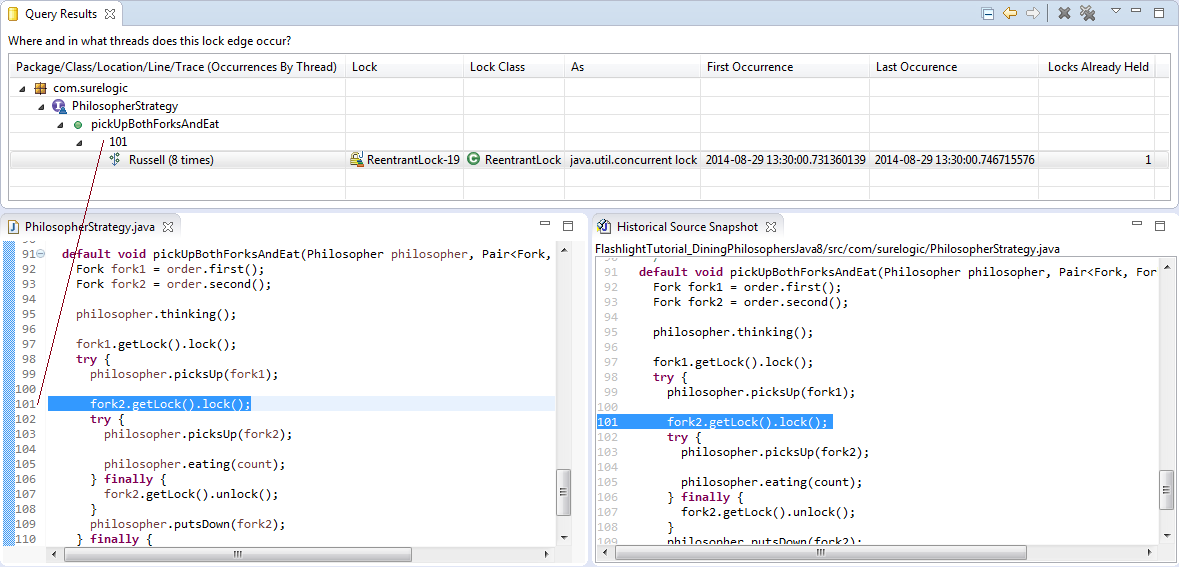 Query Results
Where and in what threads does this lock edge occur?
Package/Class/Location/Line/Trace (Occurrences By Thread) Lock Lock Class As First Occurrence Last Occurence Locks Already Held
com.surelogic
PhilosopherStrategy
pickUpBothForksAndEat
101
Russell (8 times) ReentrantLock-19 ReentrantLock java.util.concurrent lock 2014-08-29 13:30:00.731360139 2014-08-29 13:30:00.746715576 1
PhilosopherStrategy.java
91 default void pickUpBothForksAndEat(Philosopher philosopher, Pair<Fork,
92 Fork fork1 = order.first();
93 Fork fork2 = order.second();
94
95 philosopher.thinking();
96
97 fork1.getLock().lock();
98 try {
99 philosopher.picksUp(fork1);
100
101 fork2.getLock().lock();
102 try {
103 philosopher.picksUp(fork2);
104
105 philosopher.eating(count);
106 } finally {
107 fork2.getLock().unlock();
108 }
109 philosopher.putsDown(fork2);
110 } finally {
Historical Source Snapshot
FlashlightTutorial_DiningPhilosophersJava8/src/com/surelogic/PhilosopherStrategy.java
91 default void pickUpBothForksAndEat(Philosopher philosopher, Pair<Fork, For
92 Fork fork1 = order.first();
93 Fork fork2 = order.second();
94
95 philosopher.thinking();
96
97 fork1.getLock().lock();
98 try {
99 philosopher.picksUp(fork1);
100
101 fork2.getLock().lock();
102 try {
103 philosopher.picksUp(fork2);
104
105 philosopher.eating(count);
106 } finally {
107 fork2.getLock().unlock();
108 }
109 philosopher.putsDown(fork2);